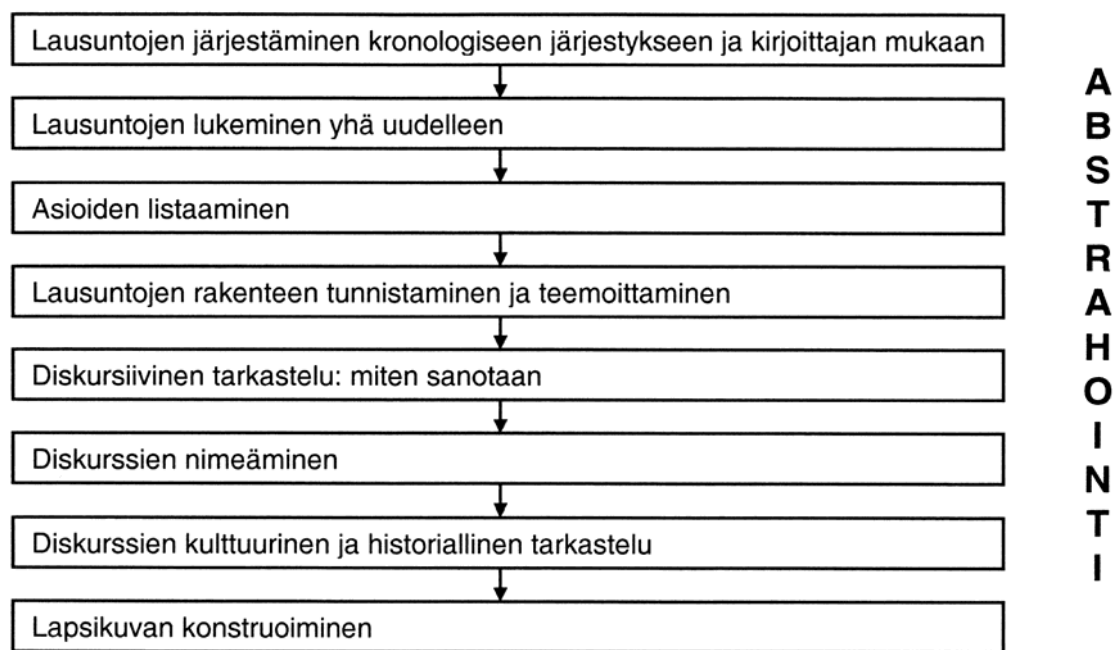 Lausuntojen järjestäminen kronologiseen järjestykseen ja kirjoittajan mukaan
Lausuntojen lukeminen yhä uudelleen
Asioiden listaaminen
Lausuntojen rakenteen tunnistaminen ja teemoittaminen
Diskursiivinen tarkastelu: miten sanotaan
Diskurssien nimeäminen
Diskurssien kulttuurinen ja historiallinen tarkastelu
Lapsikuvan konstruoiminen
ABSTRAHOINTI